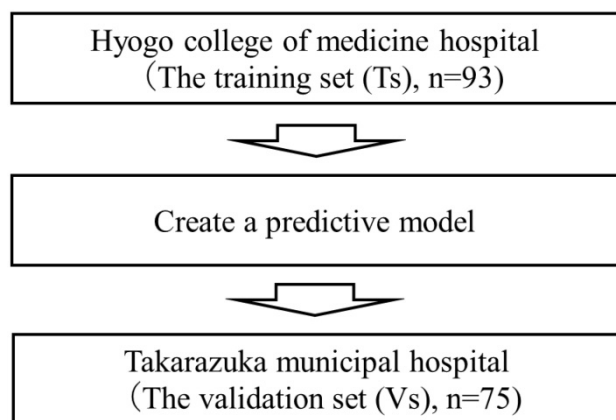 Hyogo college of medicine hospital
（The training set (Ts), n=93)
Create a predictive model
Takarazuka municipal hospital
（The validation set (Vs), n=75)